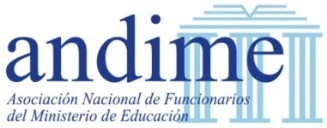 andime
Asociación Nacional de Funcionarios
del Ministerio de Educación